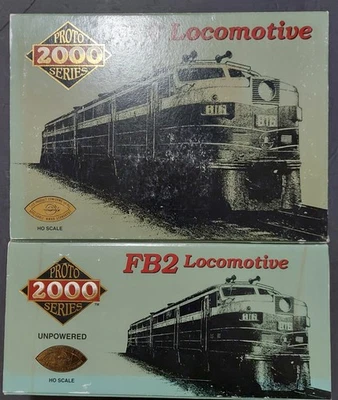 PROTO
2000
SERIES
Locomotive
HO SCALE
PROTO
2000
SERIES
FB2 Locomotive
UNPOWERED
HO SCALE